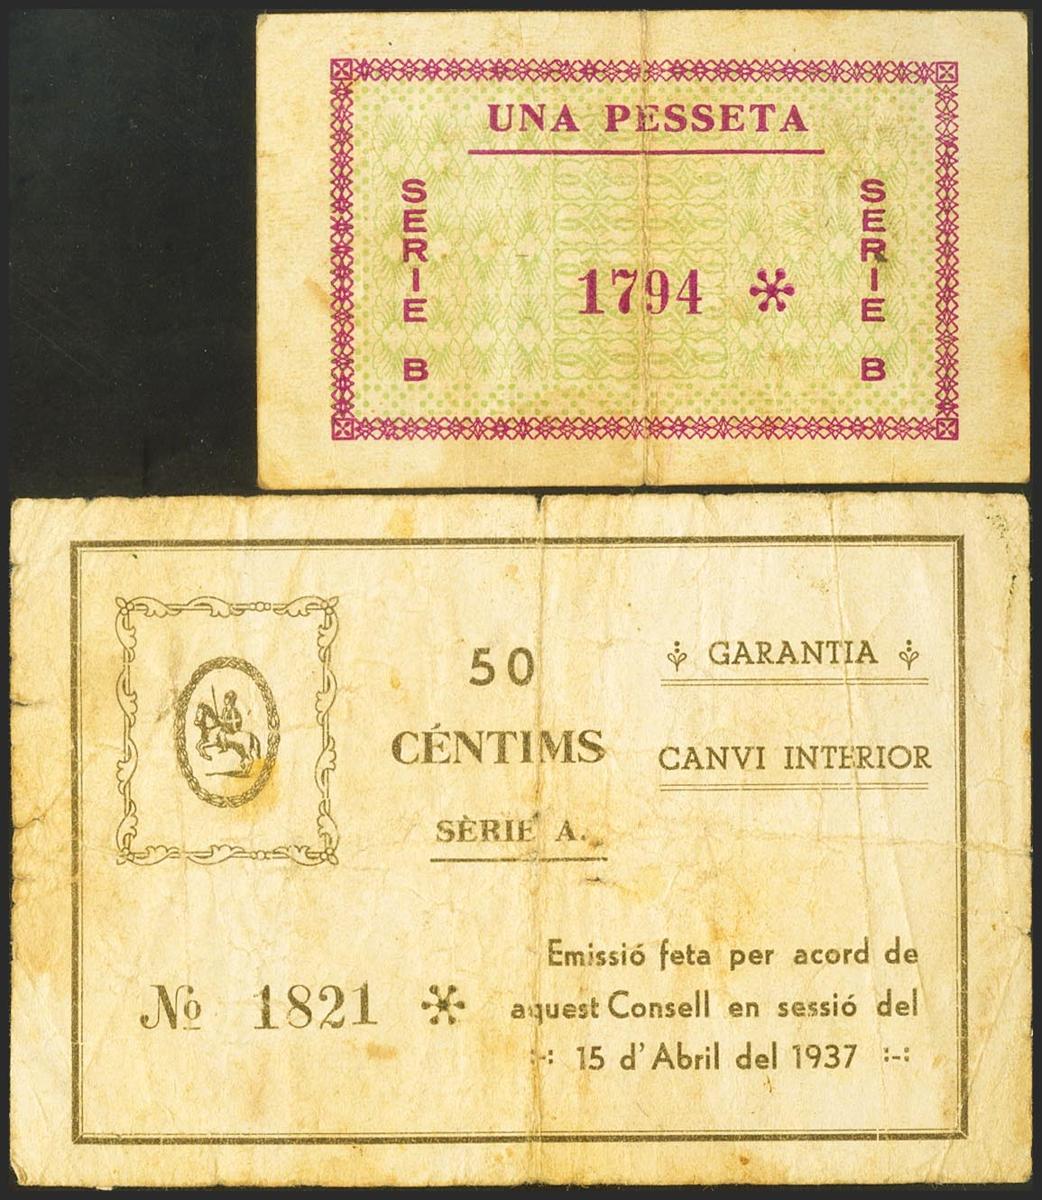 UNA PESSETA
SERIE B
1794 *
SERIE B
50
CÉNTIMS
SÈRIE A.
GARANTIA
CANVI INTERIOR
Nº 1821 *
Emissió feta per acord de
aquest Consell en sessió del
:-: 15 d'Abril del 1937 :-: